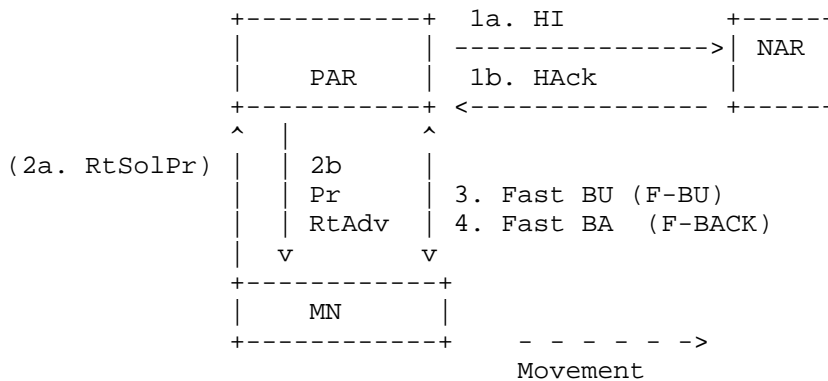 1a. HI
NAR
PAR 1b. HAck
(2a. RtSolPr) 2b
Pr 3. Fast BU (F-BU)
RtAdv 4. Fast BA (F-BACK)
MN
Movement